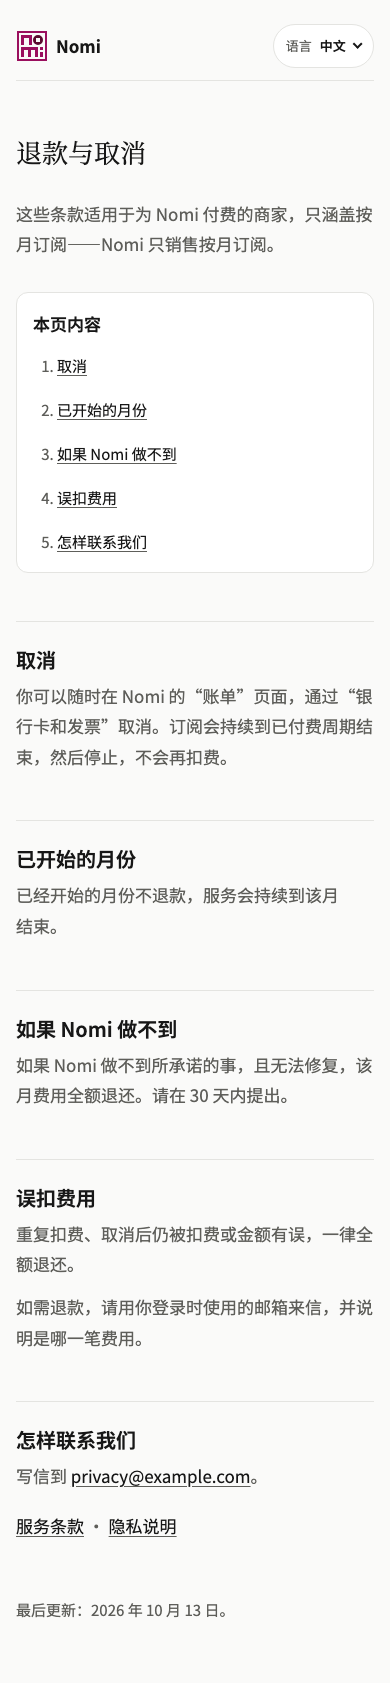 nomi Nomi
语言 中文
退款与取消
这些条款适用于为 Nomi 付费的商家，只涵盖按
月订阅——Nomi 只销售按月订阅。
本页内容
1. 取消
2. 已开始的月份
3. 如果 Nomi 做不到
4. 误扣费用
5. 怎样联系我们
取消
你可以随时在 Nomi 的“账单”页面，通过“银
行卡和发票”取消。订阅会持续到已付费周期结
束，然后停止，不会再扣费。
已开始的月份
已经开始的月份不退款，服务会持续到该月
结束。
如果 Nomi 做不到
如果 Nomi 做不到所承诺的事，且无法修复，该
月费用全额退还。请在 30 天内提出。
误扣费用
重复扣费、取消后仍被扣费或金额有误，一律全
额退还。
如需退款，请用你登录时使用的邮箱来信，并说
明是哪一笔费用。
怎样联系我们
写信到 privacy@example.com。
服务条款 · 隐私说明
最后更新：2026 年 10 月 13 日。